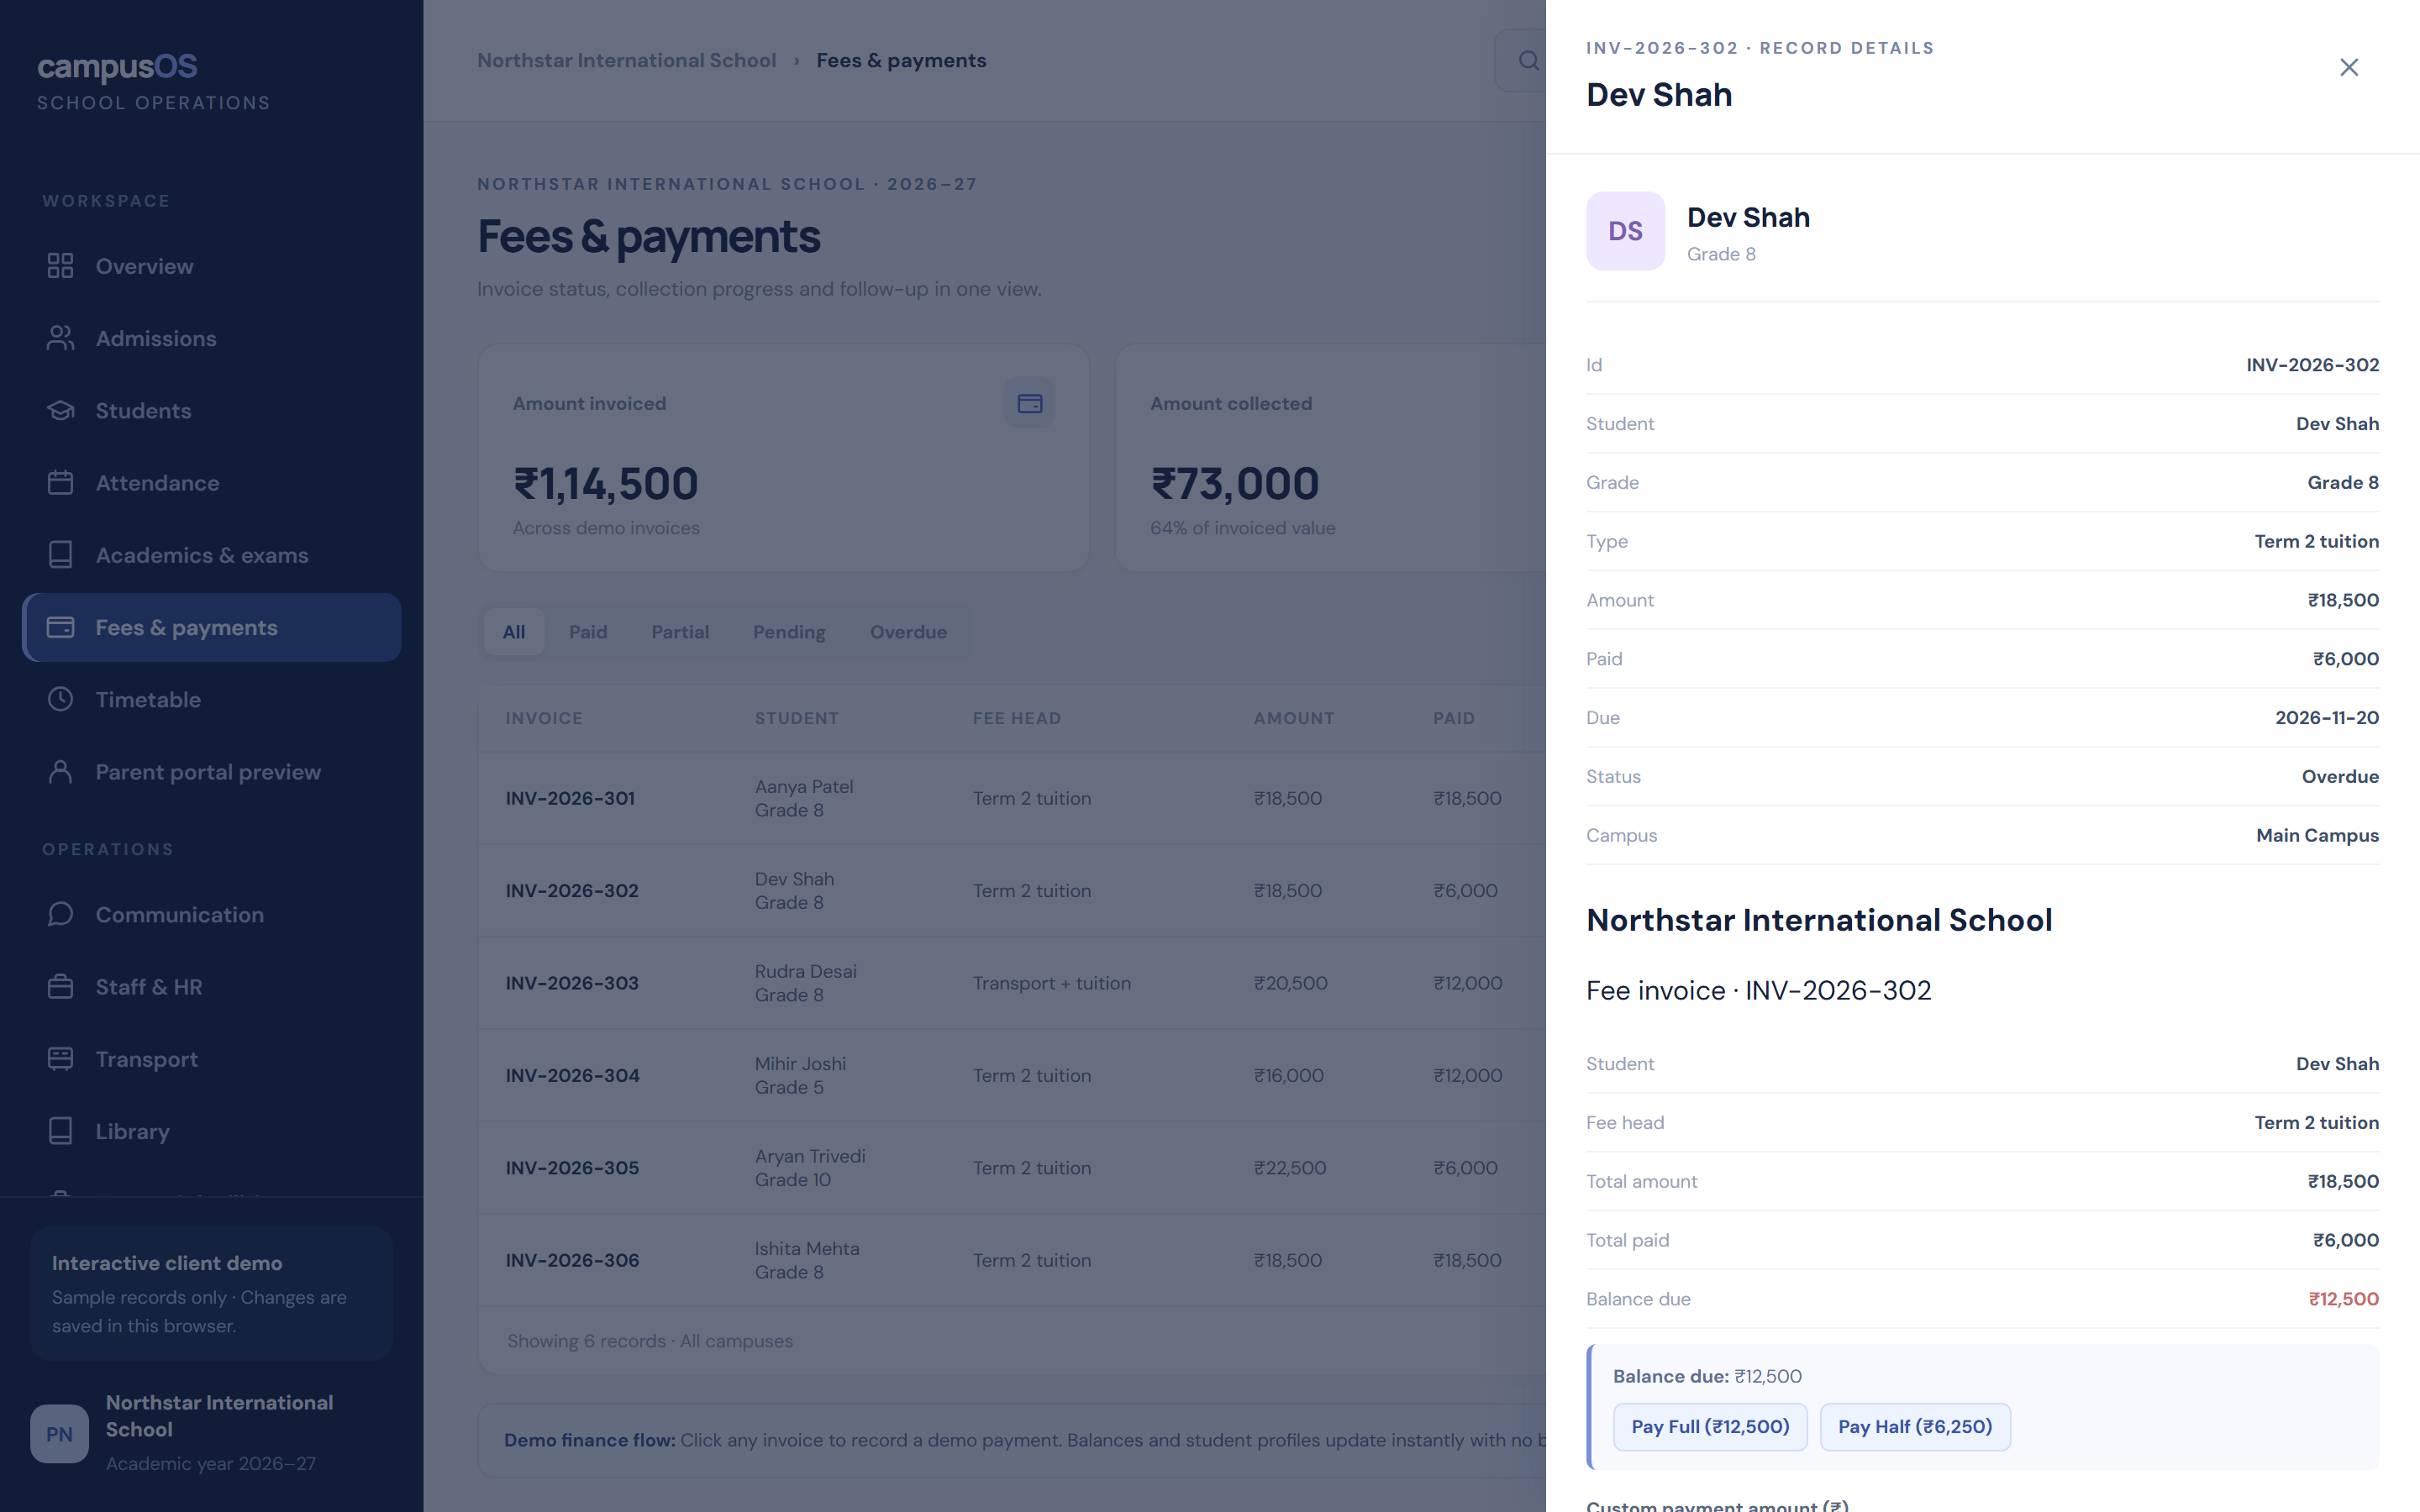 campusOS
SCHOOL OPERATIONS
WORKSPACE
Overview
Admissions
Students
Attendance
Academics & exams
Fees & payments
Timetable
Parent portal preview
OPERATIONS
Communication
Staff & HR
Transport
Library
Interactive client demo
Sample records only · Changes are
saved in this browser.
PN
Northstar International
School
Academic year 2026–27
Northstar International School › Fees & payments
NORTHSTAR INTERNATIONAL SCHOOL · 2026–27
Fees & payments
Invoice status, collection progress and follow-up in one view.
Amount invoiced
₹1,14,500
Across demo invoices
Amount collected
₹73,000
64% of invoiced value
All Paid Partial Pending Overdue
INVOICE STUDENT FEE HEAD AMOUNT PAID
INV-2026-301 Aanya Patel Term 2 tuition ₹18,500 ₹18,500
Grade 8
INV-2026-302 Dev Shah Term 2 tuition ₹18,500 ₹6,000
Grade 8
INV-2026-303 Rudra Desai Transport + tuition ₹20,500 ₹12,000
Grade 8
INV-2026-304 Mihir Joshi Term 2 tuition ₹16,000 ₹12,000
Grade 5
INV-2026-305 Aryan Trivedi Term 2 tuition ₹22,500 ₹6,000
Grade 10
INV-2026-306 Ishita Mehta Term 2 tuition ₹18,500 ₹18,500
Grade 8
Showing 6 records · All campuses
Demo finance flow: Click any invoice to record a demo payment. Balances and student profiles update instantly with no
INV-2026-302 · RECORD DETAILS
Dev Shah
DS
Dev Shah
Grade 8
Id INV-2026-302
Student Dev Shah
Grade Grade 8
Type Term 2 tuition
Amount ₹18,500
Paid ₹6,000
Due 2026-11-20
Status Overdue
Campus Main Campus
Northstar International School
Fee invoice · INV-2026-302
Student Dev Shah
Fee head Term 2 tuition
Total amount ₹18,500
Total paid ₹6,000
Balance due ₹12,500
Balance due: ₹12,500
Pay Full (₹12,500) Pay Half (₹6,250)
Custom payment amount (₹)